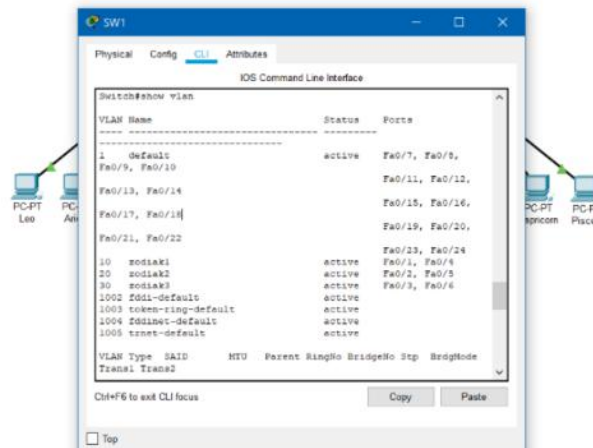 SW1
Physical Config CLI Attributes
IOS Command Line Interface
Switch#show vlan
VLAN Name Status Ports
---- -------------------------------- ---------
-------------------------------
1 default active Fa0/7, Fa0/8,
Fa0/9, Fa0/10
Fa0/11, Fa0/12,
Fa0/13, Fa0/14
Fa0/15, Fa0/16,
Fa0/17, Fa0/18
Fa0/19, Fa0/20,
Fa0/21, Fa0/22
Fa0/23, Fa0/24
10 zodiak1 active Fa0/1, Fa0/4
20 zodiak2 active Fa0/2, Fa0/5
30 zodiak3 active Fa0/3, Fa0/6
1002 fddi-default active
1003 token-ring-default active
1004 fddinet-default active
1005 trnet-default active
VLAN Type SAID MTU Parent RingNo BridgeNo Stp BrdgMode
Trans1 Trans2
Ctrl+F6 to exit CLI focus
Copy Paste
Top
PC-PT
Leo
PC-PT